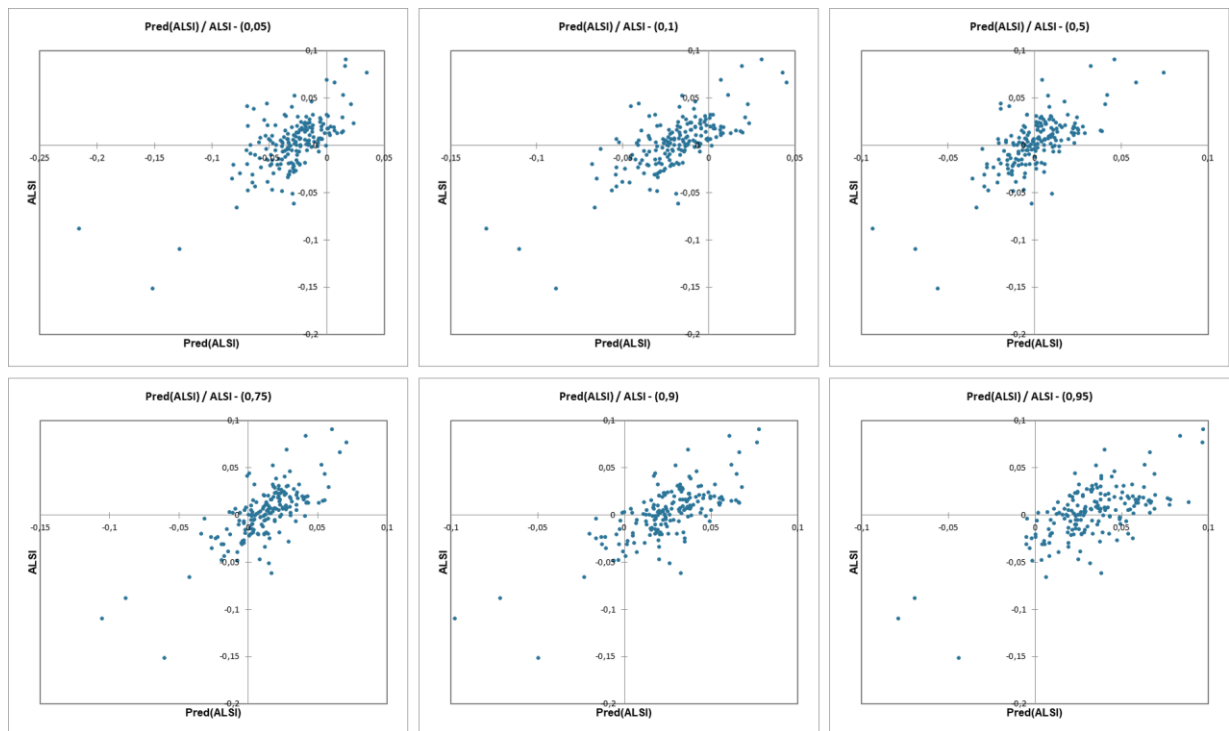 Pred(ALSI) / ALSI - (0,05)
0,1
0,05
-0,25 -0,2 -0,15 -0,1 -0,05 0 0,05
ALSI
-0,05
-0,1
-0,15
-0,2
Pred(ALSI)
Pred(ALSI) / ALSI - (0,1)
0,1
0,05
-0,15 -0,1 -0,05 0 0,05
ALSI
-0,05
-0,1
-0,15
-0,2
Pred(ALSI)
Pred(ALSI) / ALSI - (0,5)
0,1
0,05
-0,1 -0,05 0 0,05 0,1
ALSI
-0,05
-0,1
-0,15
-0,2
Pred(ALSI)
Pred(ALSI) / ALSI - (0,75)
0,1
0,05
-0,15 -0,1 -0,05 0 0,05 0,1
ALSI
-0,05
-0,1
-0,15
-0,2
Pred(ALSI)
Pred(ALSI) / ALSI - (0,9)
0,1
0,05
-0,1 -0,05 0 0,05 0,1
ALSI
-0,05
-0,1
-0,15
-0,2
Pred(ALSI)
Pred(ALSI) / ALSI - (0,95)
0,1
0,05
-0,1 -0,05 0 0,05 0,1
ALSI
-0,05
-0,1
-0,15
-0,2
Pred(ALSI)